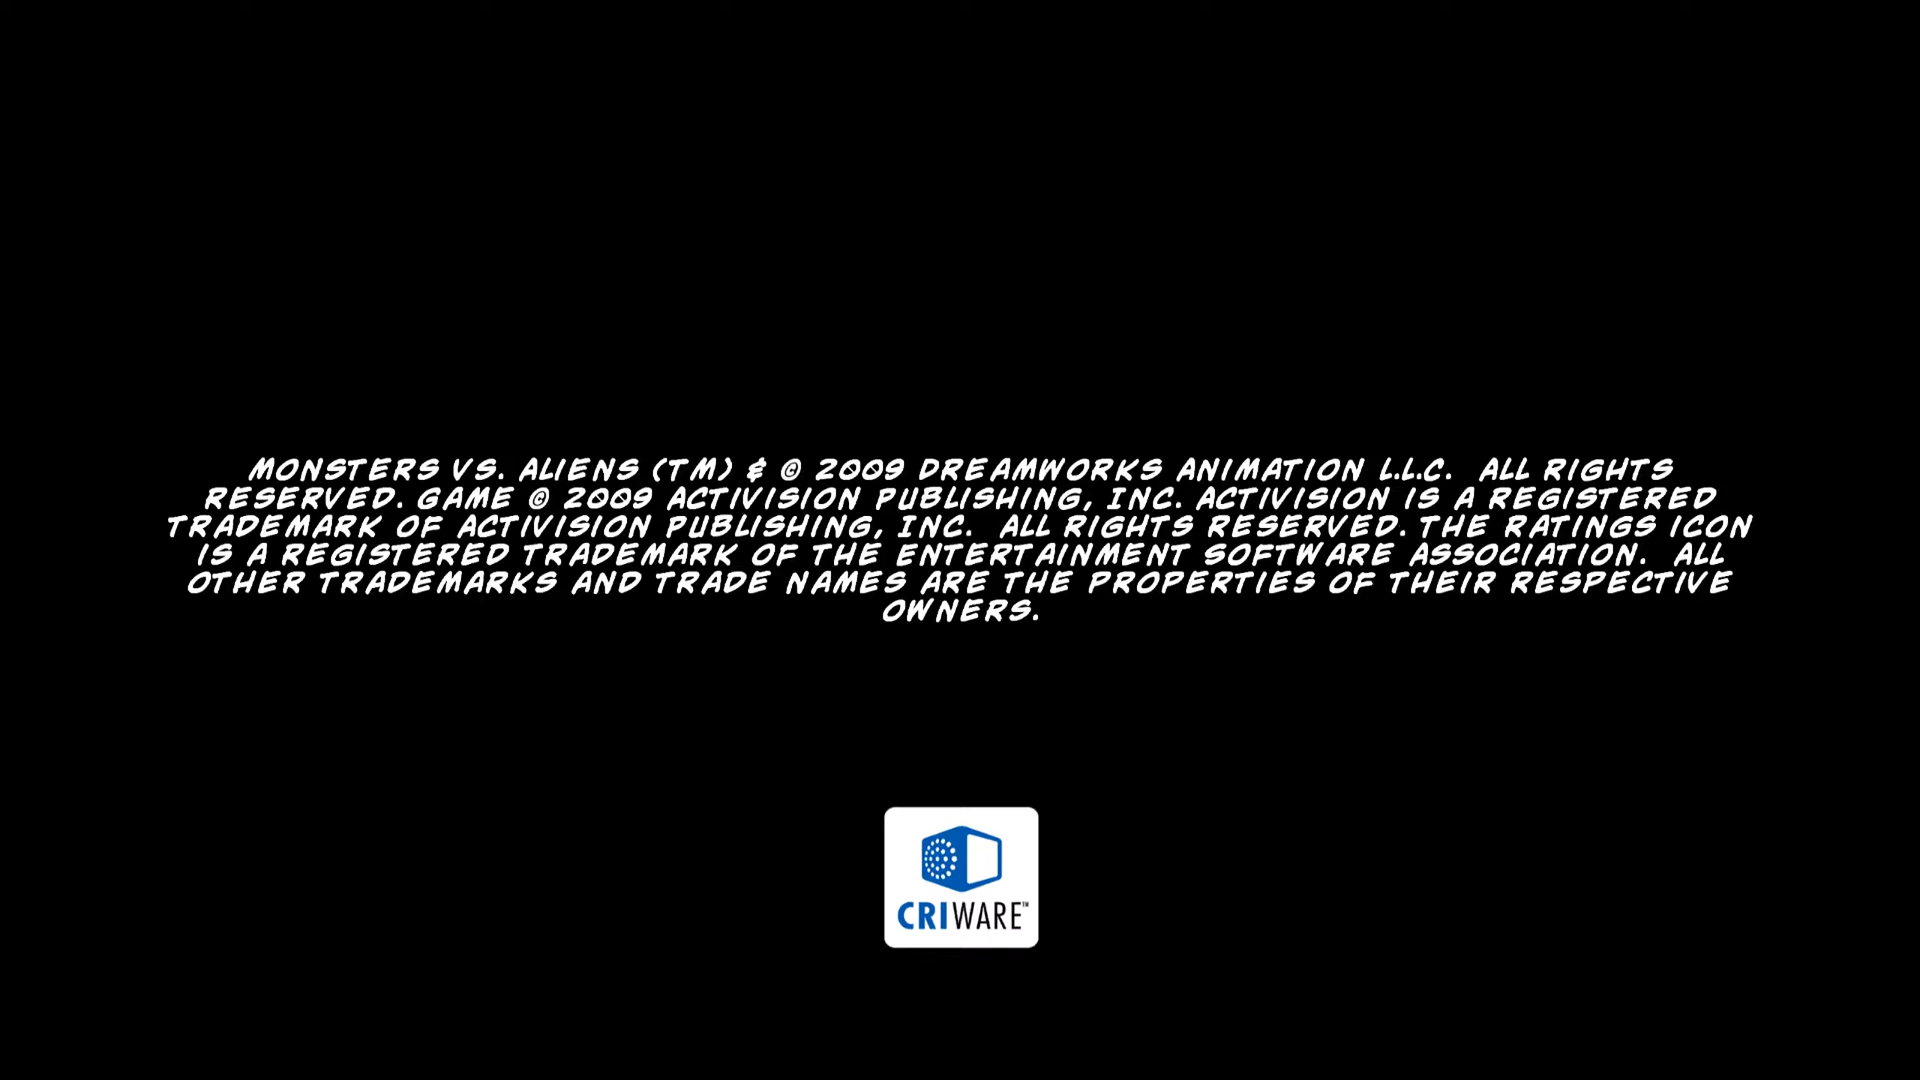 MONSTERS VS. ALIENS (TM) & © 2009 DREAMWORKS ANIMATION L.L.C.  ALL RIGHTS
RESERVED. GAME © 2009 ACTIVISION PUBLISHING, INC. ACTIVISION IS A REGISTERED
TRADEMARK OF ACTIVISION PUBLISHING, INC.  ALL RIGHTS RESERVED. THE RATINGS ICON
IS A REGISTERED TRADEMARK OF THE ENTERTAINMENT SOFTWARE ASSOCIATION.  ALL
OTHER TRADEMARKS AND TRADE NAMES ARE THE PROPERTIES OF THEIR RESPECTIVE
OWNERS.
CRIWARE™